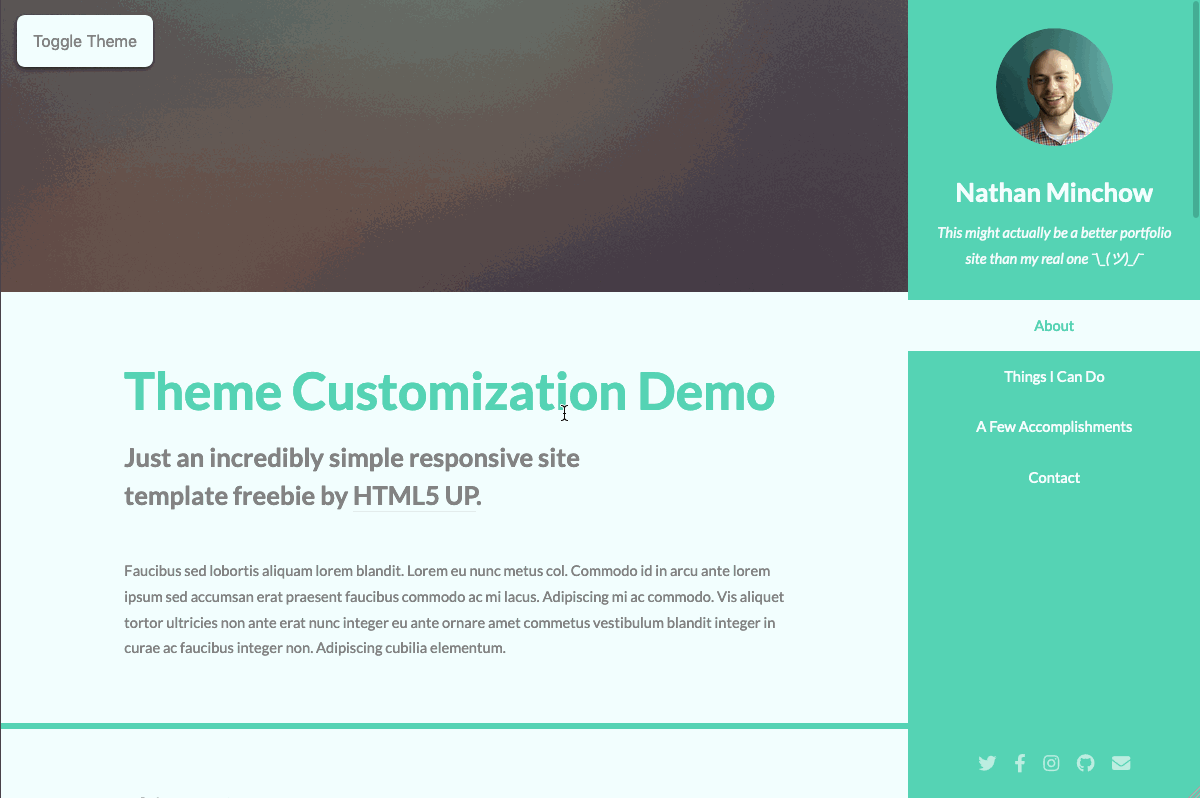 Toggle Theme
Nathan Minchow
This might actually be a better portfolio
site than my real one ¯\_(ツ)_/¯
About
Things I Can Do
A Few Accomplishments
Contact
Theme Customization Demo
Just an incredibly simple responsive site
template freebie by HTML5 UP.
Faucibus sed lobortis aliquam lorem blandit. Lorem eu nunc metus col. Commodo id in arcu ante lorem
ipsum sed accumsan erat praesent faucibus commodo ac mi lacus. Adipiscing mi ac commodo. Vis aliquet
tortor ultricies non ante erat nunc integer eu ante ornare amet commetus vestibulum blandit integer in
curae ac faucibus integer non. Adipiscing cubilia elementum.